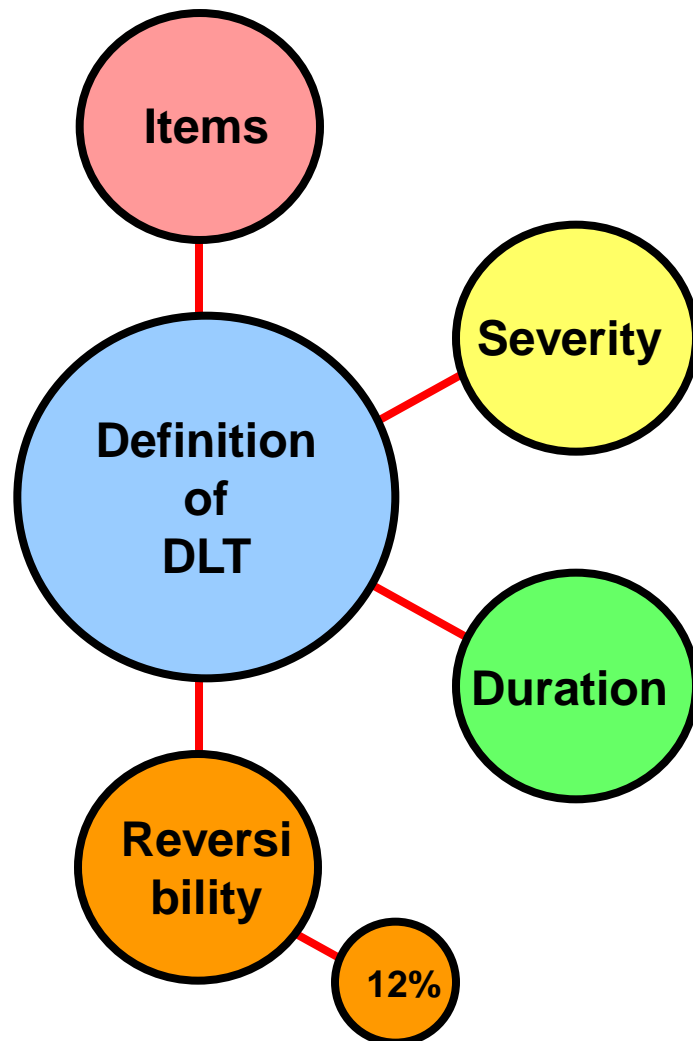 Items
Severity
Definition
of
DLT
Duration
Reversi
bility
12%